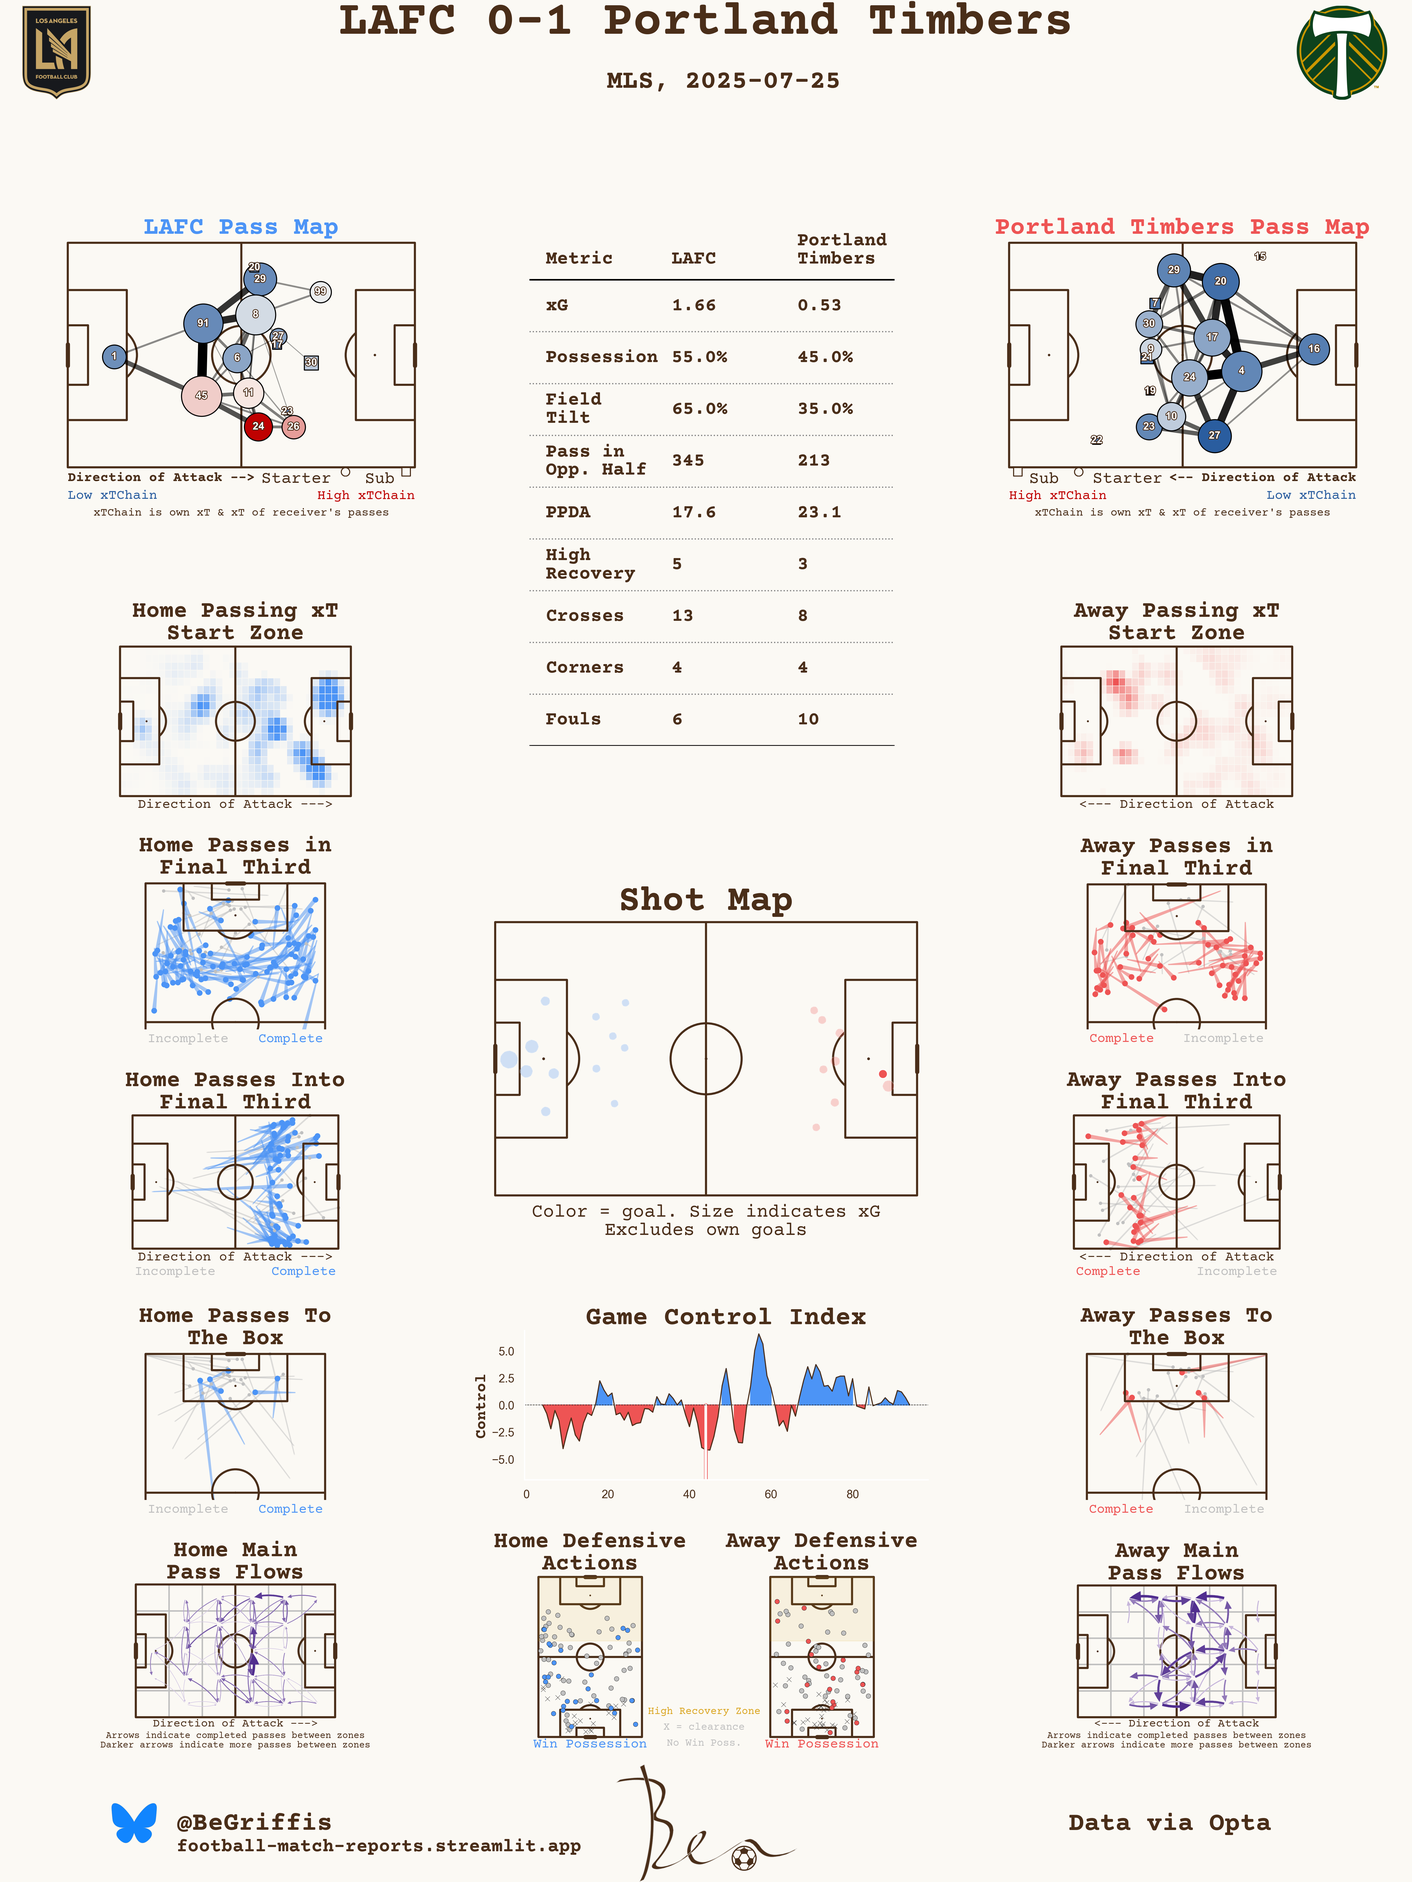 LAFC 0-1 Portland Timbers
MLS, 2025-07-25
LOS ANGELES
FOOTBALL CLUB
LAFC Pass Map
20
29
99
8
91
27
17
6
1
30
45
11
23
24
26
Direction of Attack --> Starter Sub
Low xTChain High xTChain
xTChain is own xT & xT of receiver's passes
Metric LAFC Portland Timbers
xG 1.66 0.53
Possession 55.0% 45.0%
Field Tilt 65.0% 35.0%
Pass in Opp. Half 345 213
PPDA 17.6 23.1
High Recovery 5 3
Crosses 13 8
Corners 4 4
Fouls 6 10
Portland Timbers Pass Map
15
29
20
7
30
17
9
21
16
4
24
19
10
23
27
22
Sub Starter <-- Direction of Attack
High xTChain Low xTChain
xTChain is own xT & xT of receiver's passes
Home Passing xT
Start Zone
Direction of Attack --->
Away Passing xT
Start Zone
<--- Direction of Attack
Home Passes in
Final Third
Incomplete Complete
Away Passes in
Final Third
Complete Incomplete
Shot Map
Color = goal. Size indicates xG
Excludes own goals
Home Passes Into
Final Third
Direction of Attack --->
Incomplete Complete
Away Passes Into
Final Third
<--- Direction of Attack
Complete Incomplete
Home Passes To
The Box
Incomplete Complete
Game Control Index
Control
5.0
2.5
0.0
−2.5
−5.0
0 20 40 60 80
Away Passes To
The Box
Complete Incomplete
Home Main
Pass Flows
Direction of Attack --->
Arrows indicate completed passes between zones
Darker arrows indicate more passes between zones
Home Defensive
Actions
Win Possession
High Recovery Zone
X = clearance
No Win Poss.
Away Defensive
Actions
Win Possession
Away Main
Pass Flows
<--- Direction of Attack
Arrows indicate completed passes between zones
Darker arrows indicate more passes between zones
@BeGriffis
football-match-reports.streamlit.app
Ben
Data via Opta